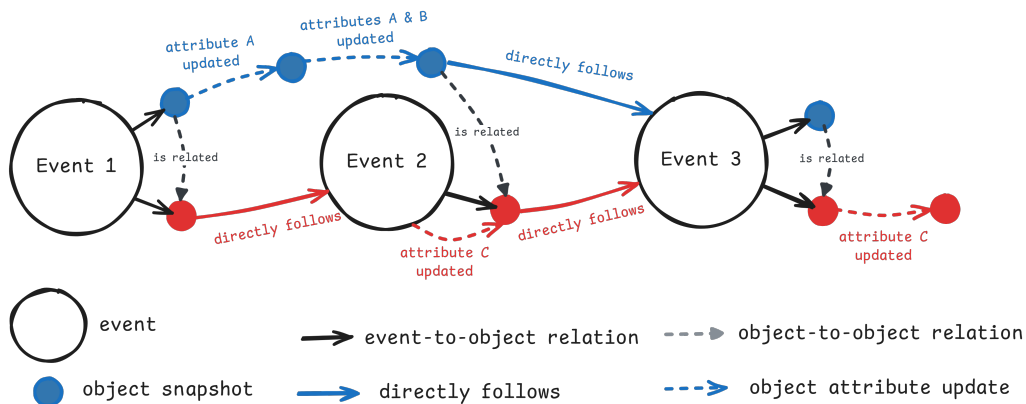 attribute A
updated
attributes A & B
updated
directly follows
Event 1
is related
directly follows
Event 2
is related
attribute C
updated
directly follows
Event 3
is related
attribute C
updated
event
event-to-object relation
object-to-object relation
object snapshot
directly follows
object attribute update